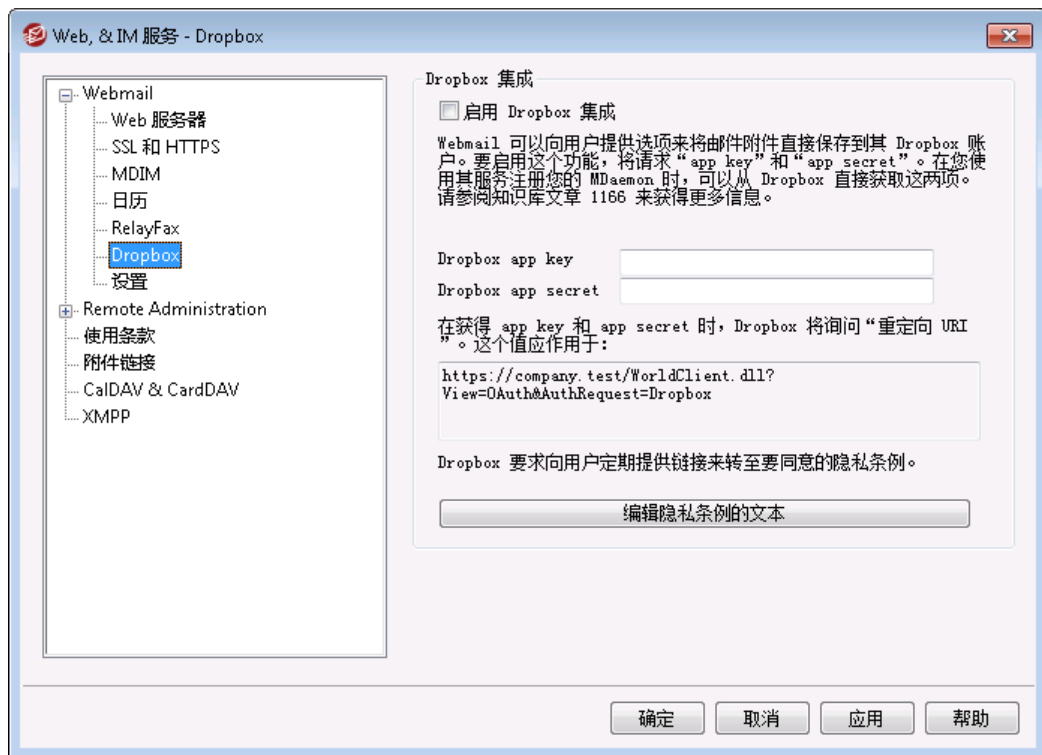 Web, & IM 服务 - Dropbox
Webmail
Web 服务器
SSL 和 HTTPS
MDIM
日历
RelayFax
Dropbox
设置
Remote Administration
使用条款
附件链接
CalDAV & CardDAV
XMPP
Dropbox 集成
启用 Dropbox 集成
Webmail 可以向用户提供选项来将邮件附件直接保存到其 Dropbox 账
户。要启用这个功能，将请求“app key”和“app secret”。在您使
用其服务注册您的 MDaemon 时，可以从 Dropbox 直接获取这两项。
请参阅知识库文章 1166 来获得更多信息。
Dropbox app key
Dropbox app secret
在获得 app key 和 app secret 时，Dropbox 将询问“重定向 URI
”。这个值应作用于：
https://company.test/WorldClient.dll?
View=OAuth&AuthRequest=Dropbox
Dropbox 要求向用户定期提供链接来转至要同意的隐私条例。
编辑隐私条例的文本
确定
取消
应用
帮助